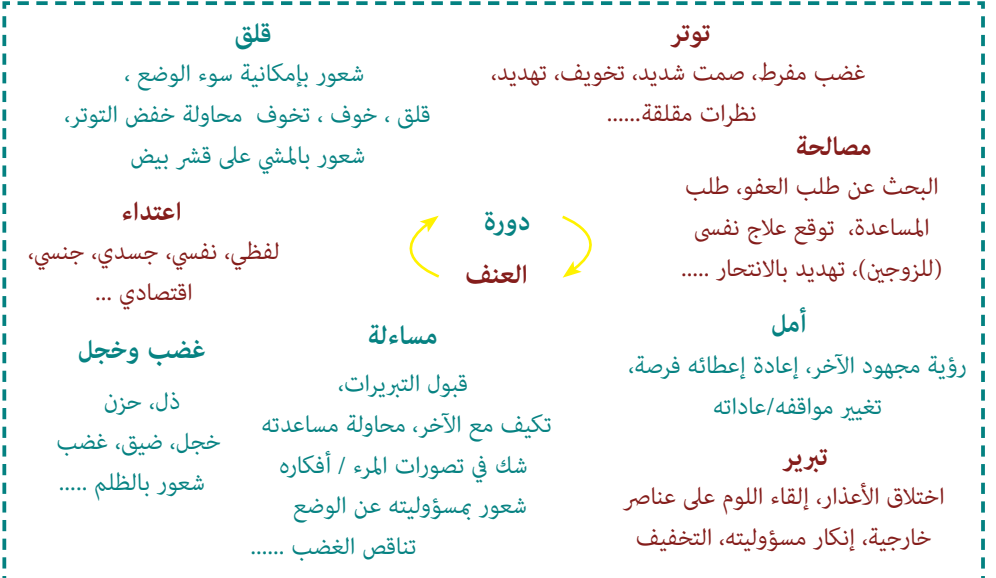 توتر
غضب مفرط، صمت شديد، تخويف، تهديد،
نظرات مقلقة......
قلق
شعور بإمكانية سوء الوضع ،
قلق ، خوف ، تخوف محاولة خفض التوتر،
شعور بالمشي على قشر بيض
مصالحة
البحث عن طلب العفو، طلب
المساعدة، توقع علاج نفسى
(للزوجين)، تهديد بالانتحار .....
دورة
العنف
اعتداء
لفظي، نفسي، جسدي، جنسي،
اقتصادي ...
أمل
رؤية مجهود الآخر، إعادة إعطائه فرصة،
تغيير مواقفه/عاداته
مساءلة
قبول التبريرات،
تكيف مع الآخر، محاولة مساعدته
شك في تصورات المرء / أفكاره
شعور بمسؤوليته عن الوضع
تناقص الغضب ......
غضب وخجل
ذل، حزن
خجل، ضيق، غضب
شعور بالظلم .....
تبرير
اختلاق الأعذار، إلقاء اللوم على عناصر
خارجية، إنكار مسؤوليته، التخفيف